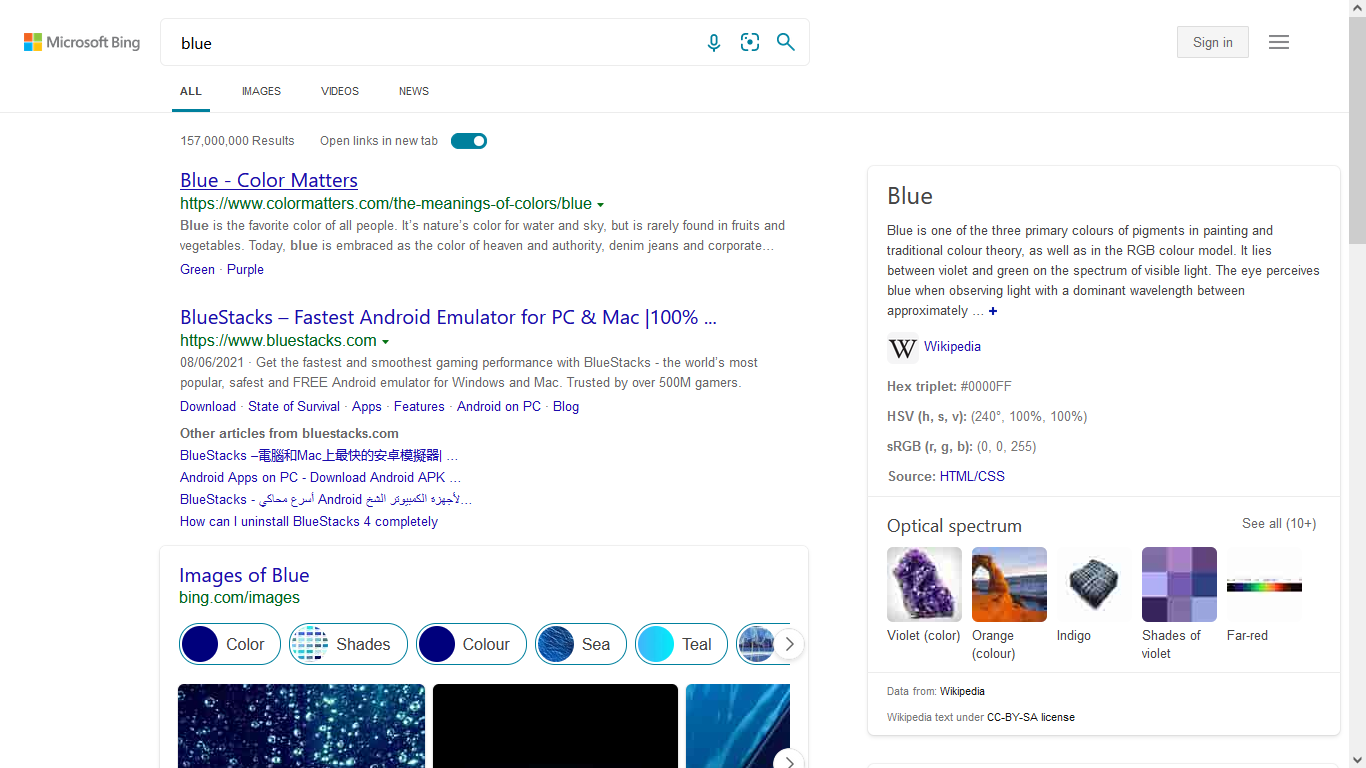 Microsoft Bing
blue
Sign in
ALL IMAGES VIDEOS NEWS
157,000,000 Results Open links in new tab
Blue - Color Matters
https://www.colormatters.com/the-meanings-of-colors/blue
Blue is the favorite color of all people. It’s nature’s color for water and sky, but is rarely found in fruits and
vegetables. Today, blue is embraced as the color of heaven and authority, denim jeans and corporate…
Green · Purple
BlueStacks – Fastest Android Emulator for PC & Mac |100% ...
https://www.bluestacks.com
08/06/2021 · Get the fastest and smoothest gaming performance with BlueStacks - the world’s most
popular, safest and FREE Android emulator for Windows and Mac. Trusted by over 500M gamers.
Download · State of Survival · Apps · Features · Android on PC · Blog
Other articles from bluestacks.com
BlueStacks –電腦和Mac上最快的安卓模擬器| ...
Android Apps on PC - Download Android APK ...
BlueStacks - أسرع محاكي Android لأجهزة الكمبيوتر الشخ...
How can I uninstall BlueStacks 4 completely
Images of Blue
bing.com/images
Color Shades Colour Sea Teal
Blue
Blue is one of the three primary colours of pigments in painting and
traditional colour theory, as well as in the RGB colour model. It lies
between violet and green on the spectrum of visible light. The eye perceives
blue when observing light with a dominant wavelength between
approximately … +
W Wikipedia
Hex triplet: #0000FF
HSV (h, s, v): (240°, 100%, 100%)
sRGB (r, g, b): (0, 0, 255)
Source: HTML/CSS
Optical spectrum See all (10+)
Violet (color)
Orange
(colour)
Indigo
Shades of
violet
Far-red
Data from: Wikipedia
Wikipedia text under CC-BY-SA license